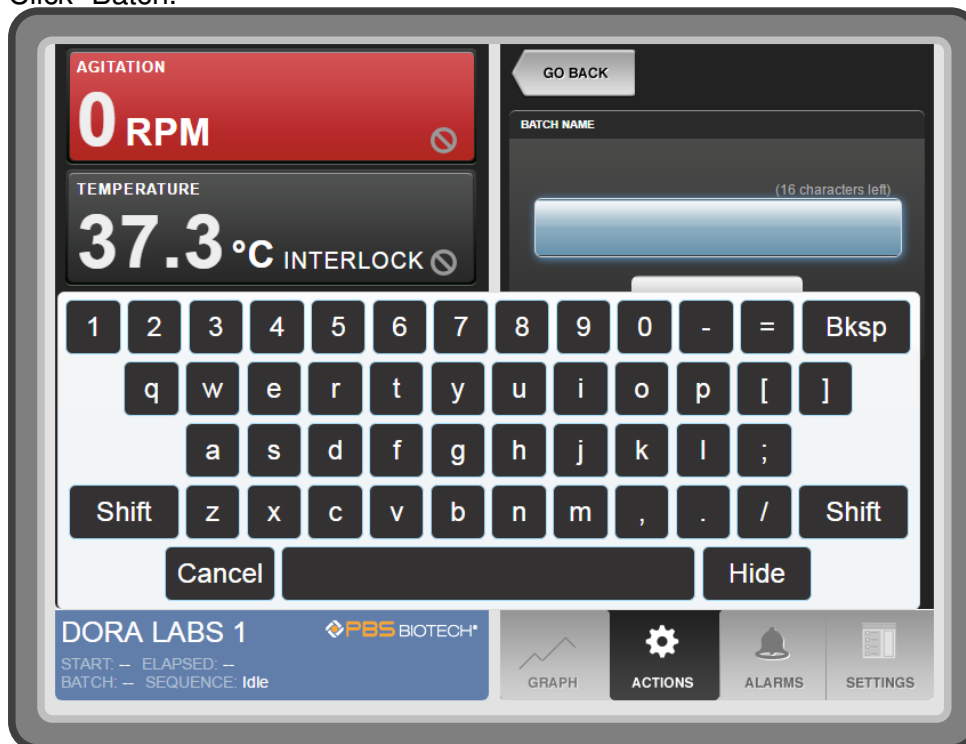 Click "Batch.
AGITATION
0 RPM
TEMPERATURE
37.3 °C INTERLOCK
GO BACK
BATCH NAME
(16 characters left)
1 2 3 4 5 6 7 8 9 0 - = Bksp
q w e r t y u i o p [ ]
a s d f g h j k l ;
Shift z x c v b n m , . / Shift
Cancel Hide
DORA LABS 1 PBS BIOTECH
START: -- ELAPSED: --
BATCH: -- SEQUENCE: Idle
GRAPH ACTIONS ALARMS SETTINGS